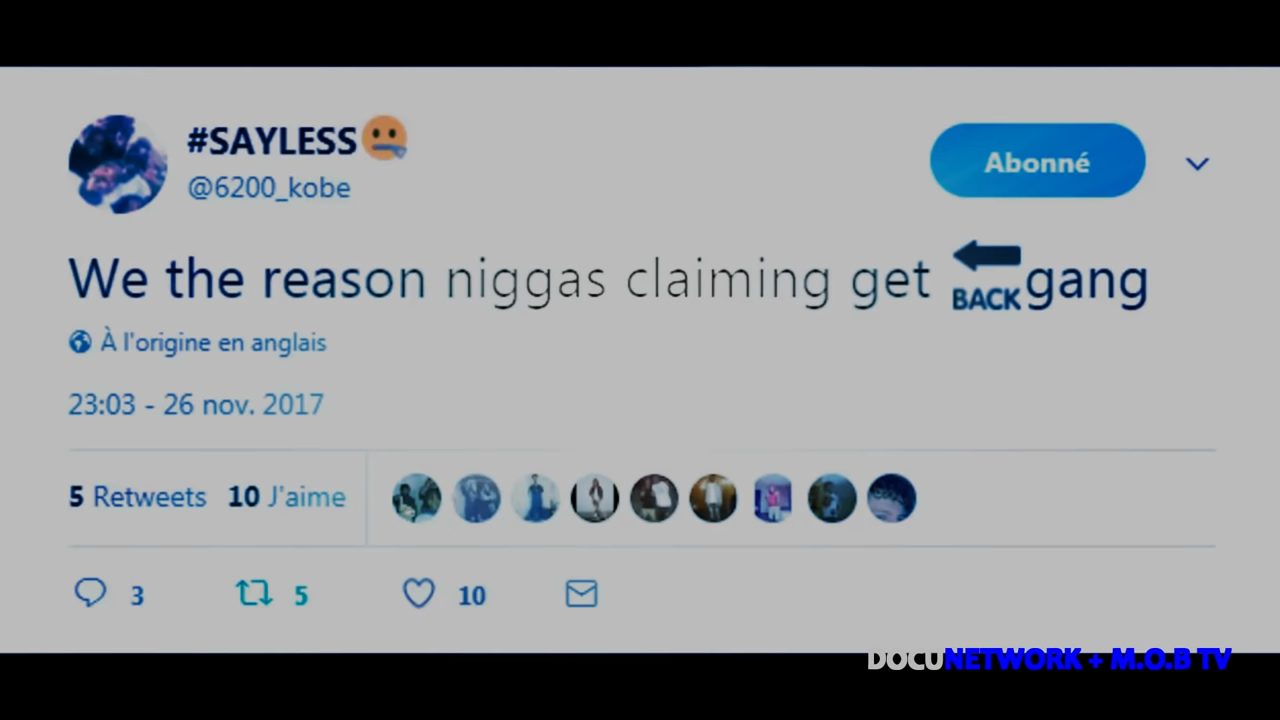 #SAYLESS
@6200_kobe
Abonné
We the reason niggas claiming get BACK gang
À l'origine en anglais
23:03 - 26 nov. 2017
5 Retweets 10 J'aime
3 5 10
DOCUNETWORK + M.O.B TV